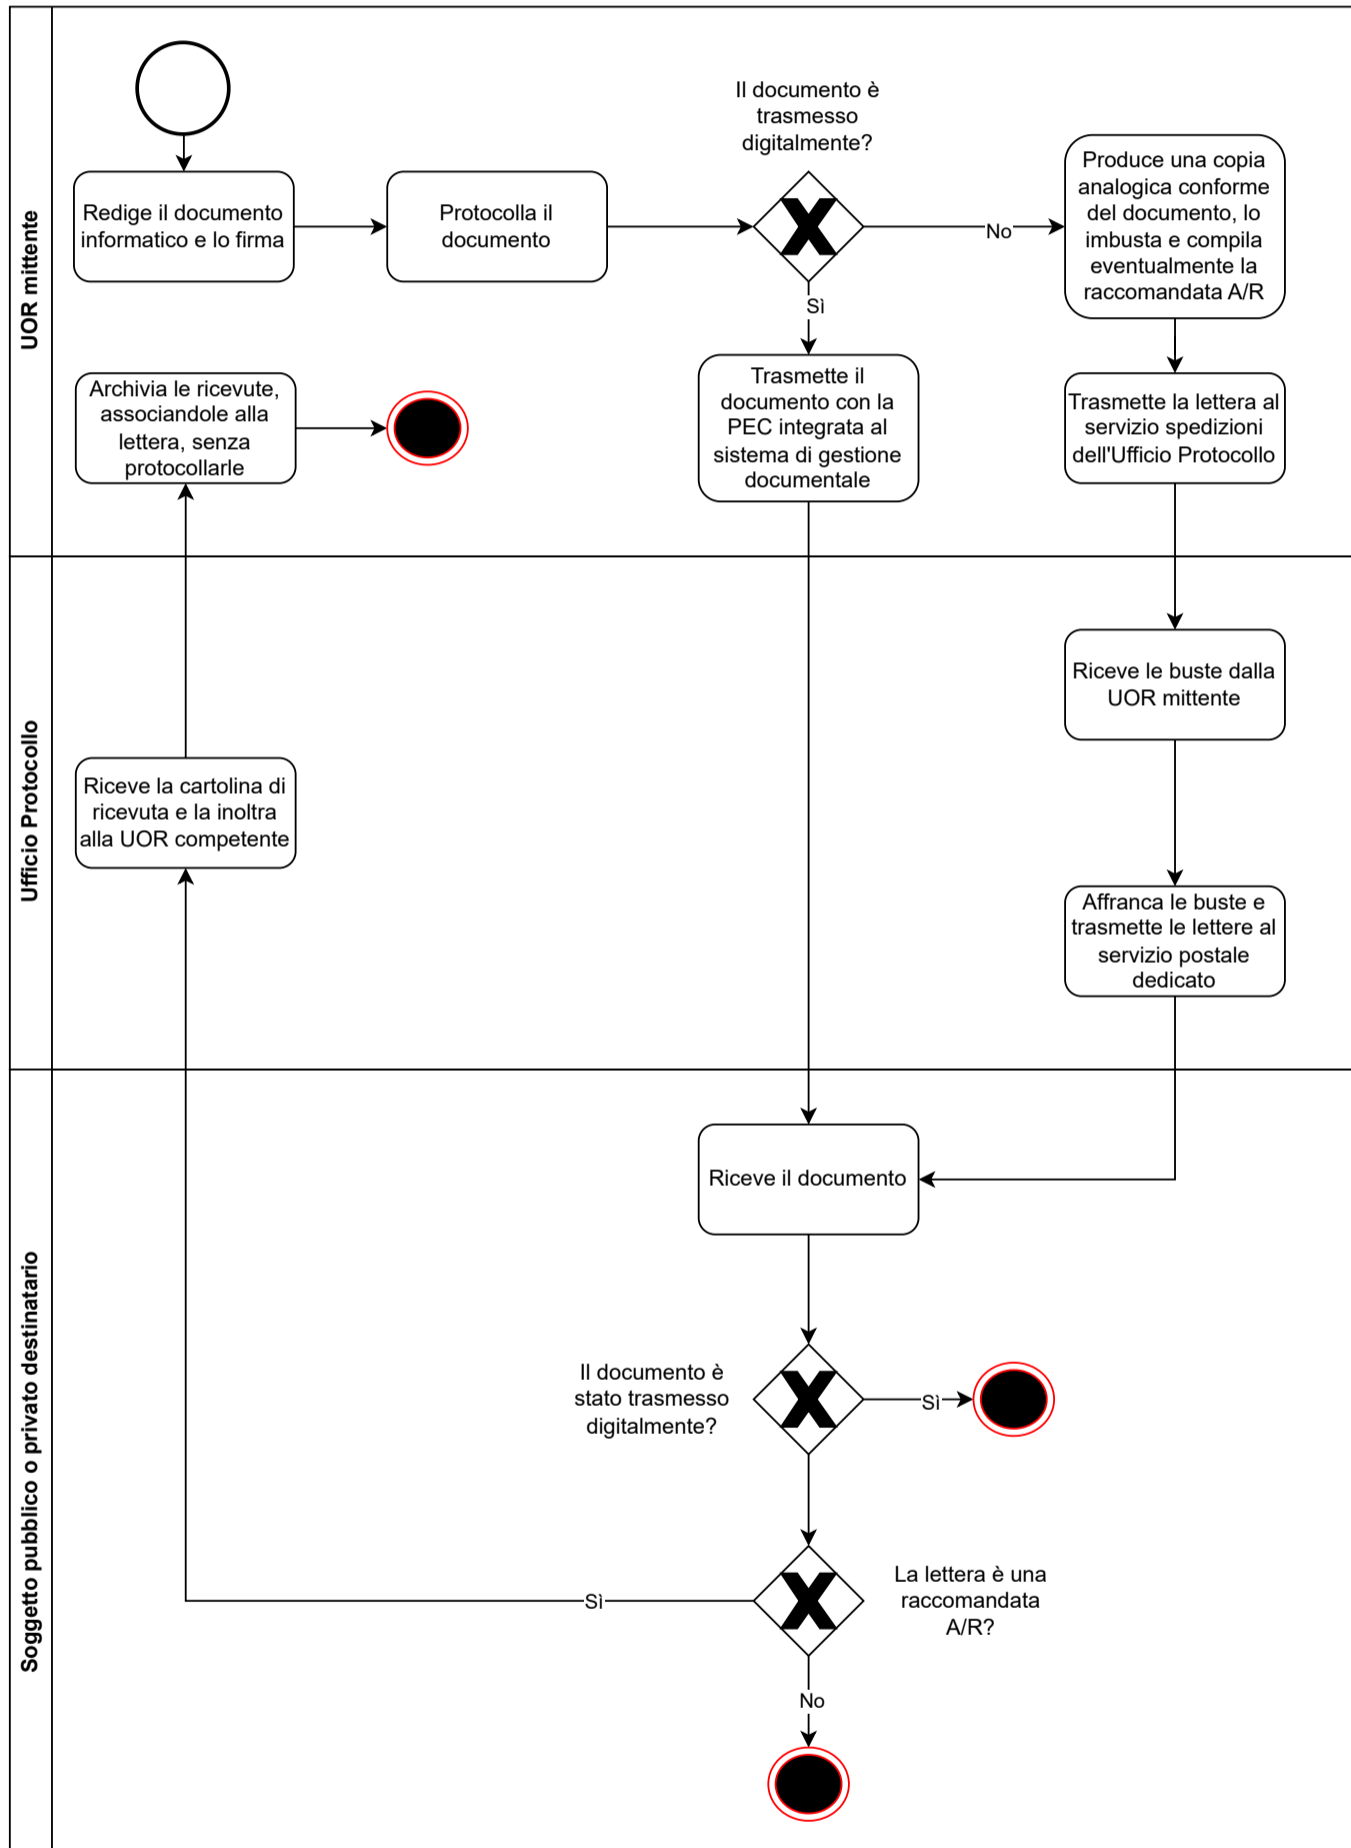 UOR mittente
Redige il documento
informatico e lo firma
Protocolla il
documento
Il documento è
trasmesso
digitalmente?
No
Sì
Produce una copia
analogica conforme
del documento, lo
imbusta e compila
eventualmente la
raccomandata A/R
Archivia le ricevute,
associandole alla
lettera, senza
protocollarle
Trasmette il
documento con la
PEC integrata al
sistema di gestione
documentale
Trasmette la lettera al
servizio spedizioni
dell'Ufficio Protocollo
Ufficio Protocollo
Riceve le buste dalla
UOR mittente
Riceve la cartolina di
ricevuta e la inoltra
alla UOR competente
Affranca le buste e
trasmette le lettere al
servizio postale
dedicato
Soggetto pubblico o privato destinatario
Riceve il documento
Il documento è
stato trasmesso
digitalmente?
Sì
La lettera è una
raccomandata
A/R?
Sì
No